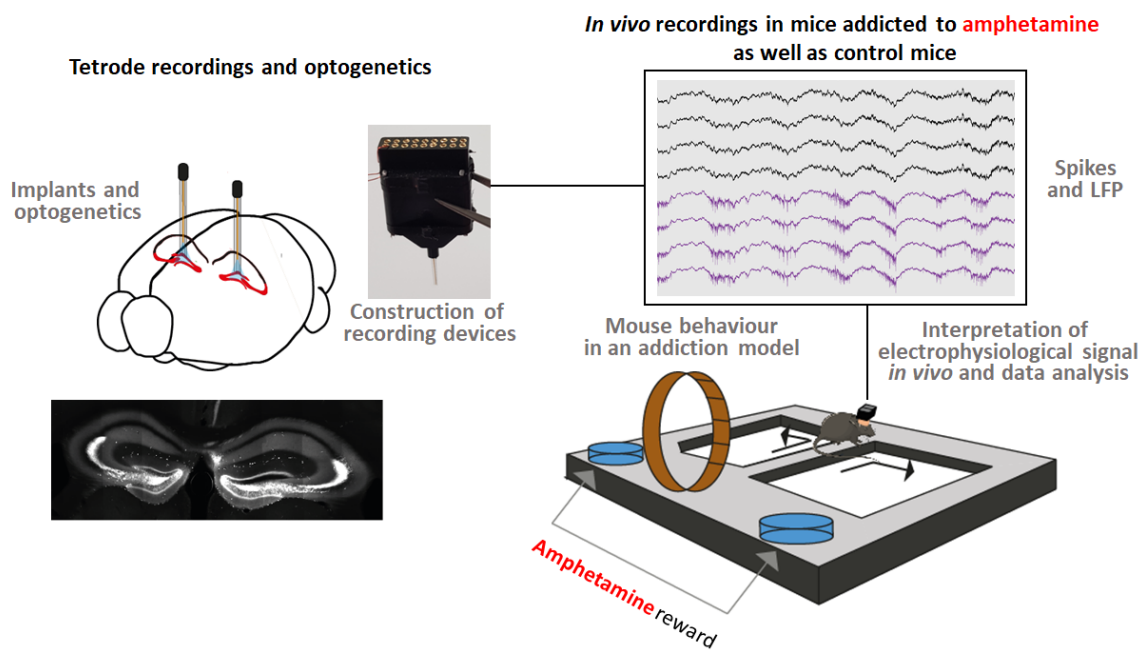 In vivo recordings in mice addicted to amphetamine
as well as control mice
Tetrode recordings and optogenetics
Implants and
optogenetics
Construction of
recording devices
Spikes
and LFP
Mouse behaviour
in an addiction model
Interpretation of
electrophysiological signal
in vivo and data analysis
Amphetamine reward